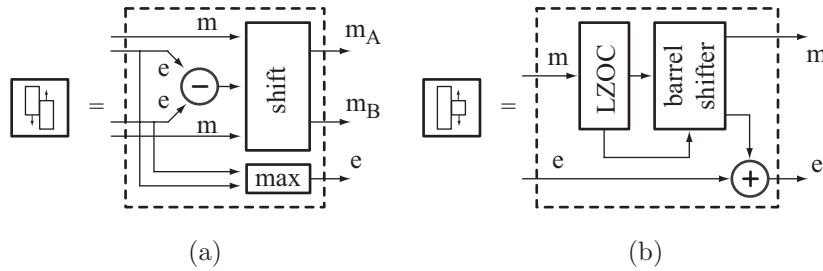 m
m_A
e
=
−
shift
e
m_B
m
e
max
(a)
m
m
LZOC
barrel
shifter
=
e
e
+
(b)